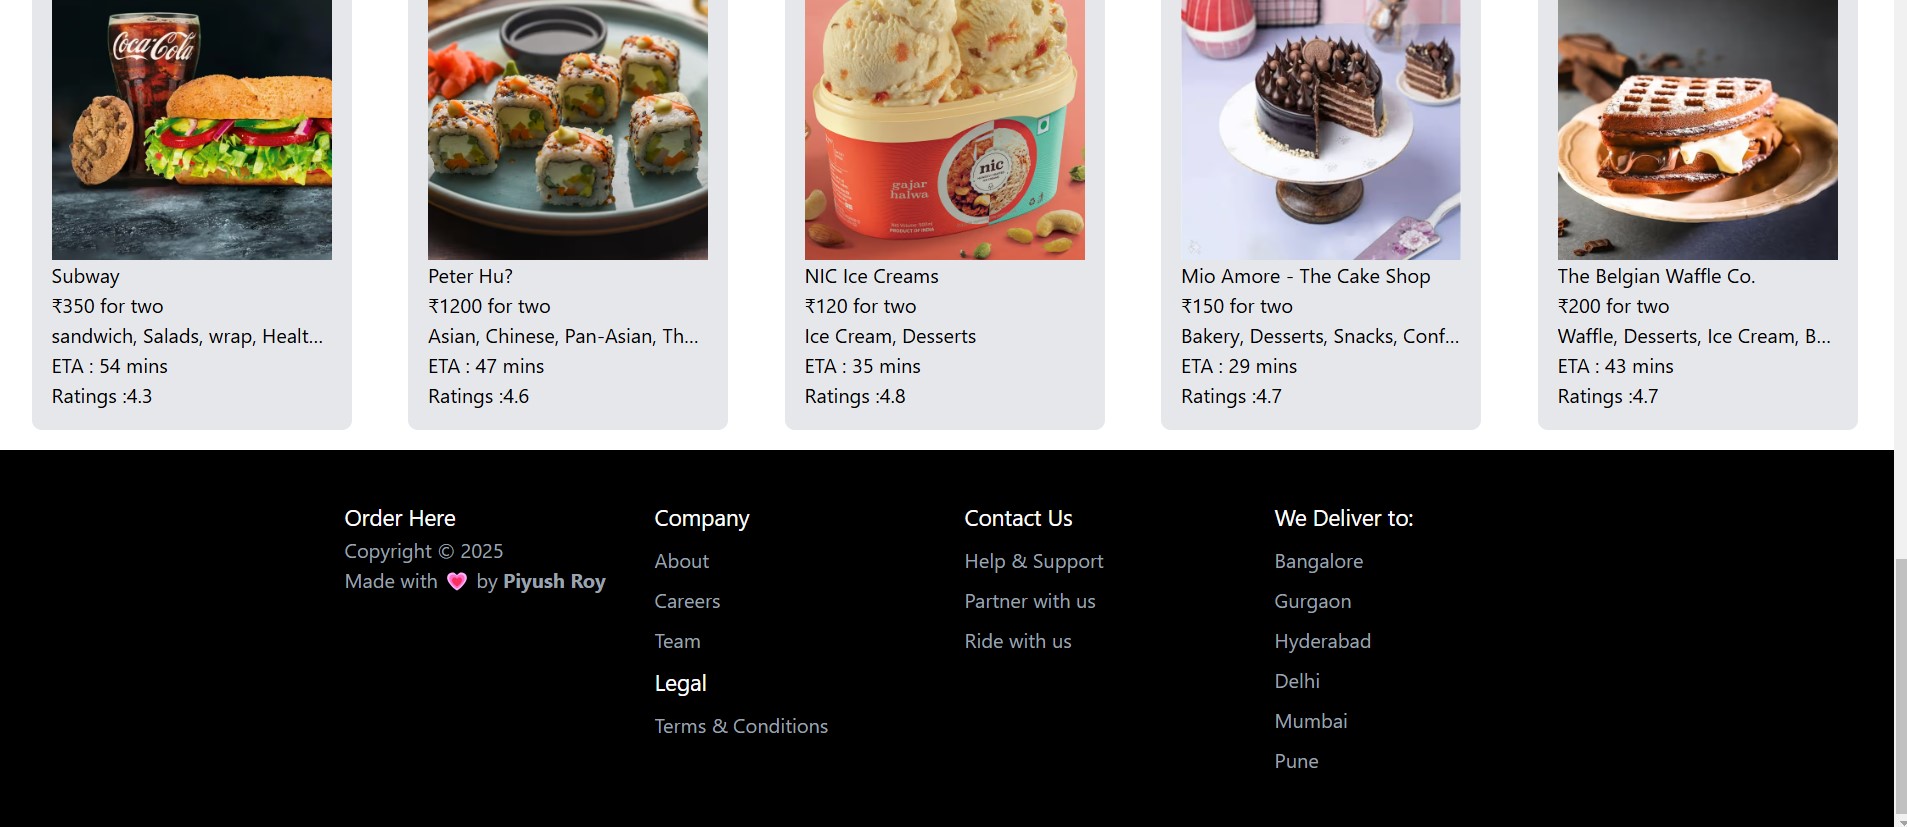 Coca-Cola
gajar
halwa
nic
PRODUCT OF INDIA
Subway
₹350 for two
sandwich, Salads, wrap, Healt...
ETA : 54 mins
Ratings :4.3
Peter Hu?
₹1200 for two
Asian, Chinese, Pan-Asian, Th...
ETA : 47 mins
Ratings :4.6
NIC Ice Creams
₹120 for two
Ice Cream, Desserts
ETA : 35 mins
Ratings :4.8
Mio Amore - The Cake Shop
₹150 for two
Bakery, Desserts, Snacks, Conf...
ETA : 29 mins
Ratings :4.7
The Belgian Waffle Co.
₹200 for two
Waffle, Desserts, Ice Cream, B...
ETA : 43 mins
Ratings :4.7
Order Here
Copyright © 2025
Made with 💗 by Piyush Roy
Company
About
Careers
Team
Legal
Terms & Conditions
Contact Us
Help & Support
Partner with us
Ride with us
We Deliver to:
Bangalore
Gurgaon
Hyderabad
Delhi
Mumbai
Pune